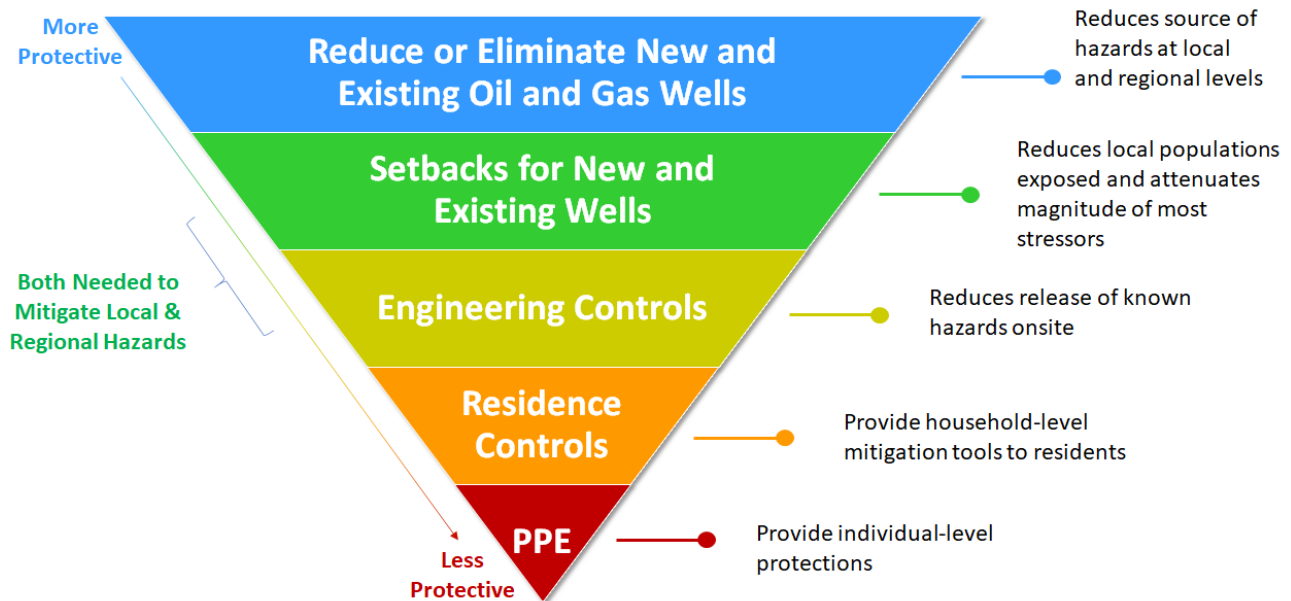 More
Protective
Reduce or Eliminate New and
Existing Oil and Gas Wells
Reduces source of
hazards at local
and regional levels
Setbacks for New and
Existing Wells
Reduces local populations
exposed and attenuates
magnitude of most
stressors
Both Needed to
Mitigate Local &
Regional Hazards
Engineering Controls
Reduces release of known
hazards onsite
Residence
Controls
Provide household-level
mitigation tools to residents
PPE
Provide individual-level
protections
Less
Protective